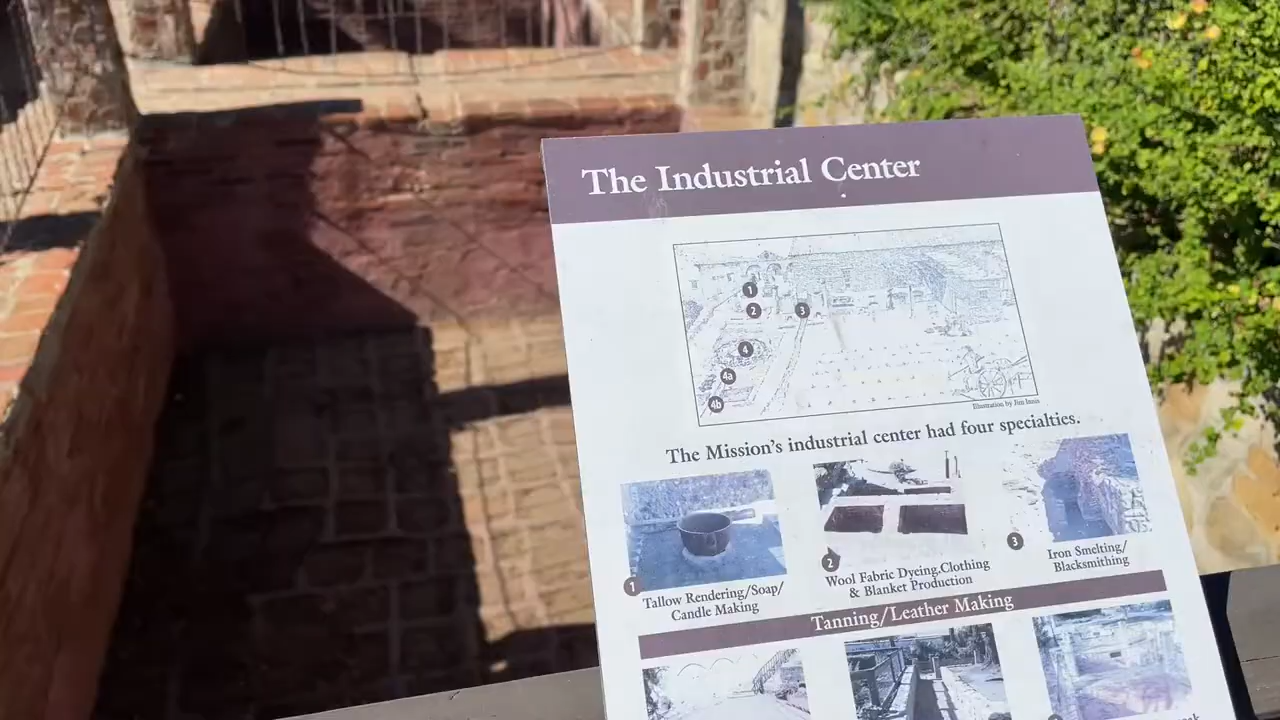 The Industrial Center
1
2
3
4
4a
4b
Illustration by Jim Innis
The Mission's industrial center had four specialties.
1
Tallow Rendering/Soap/
Candle Making
2
Wool Fabric Dyeing,Clothing
& Blanket Production
3
Iron Smelting/
Blacksmithing
Tanning/Leather Making